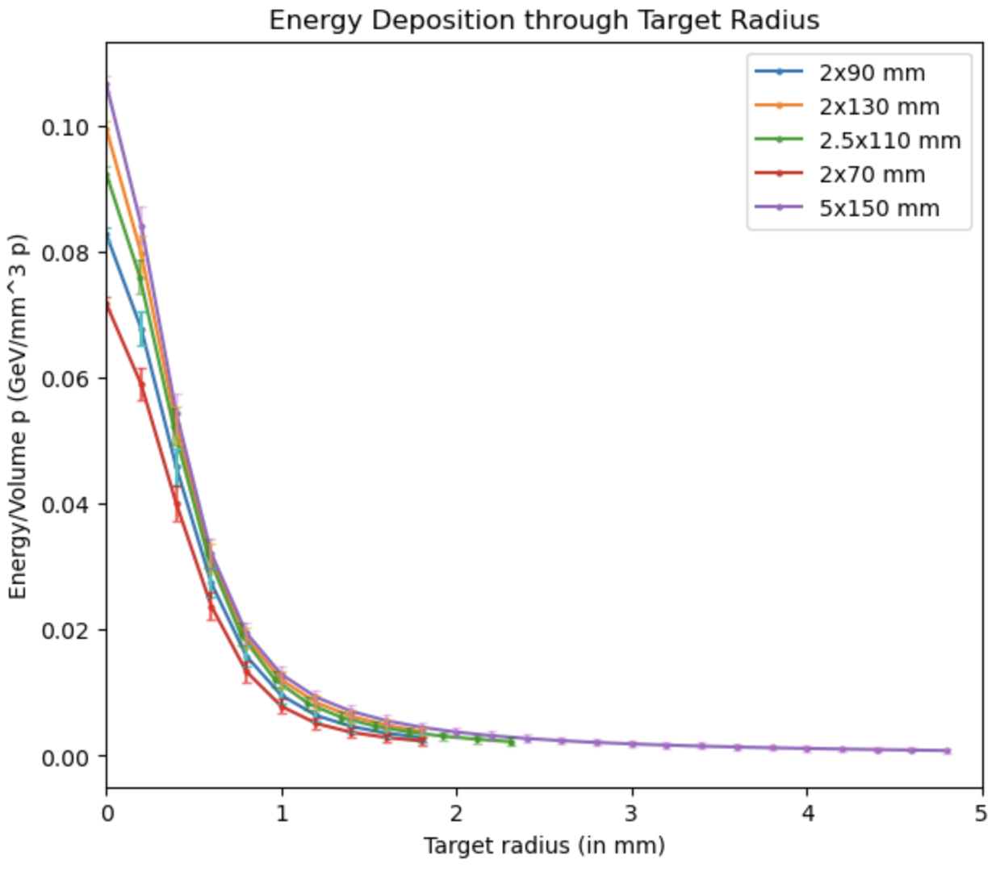 Energy Deposition through Target Radius
2x90 mm
2x130 mm
2.5x110 mm
2x70 mm
5x150 mm
Energy/Volume p (GeV/mm^3 p)
0.10
0.08
0.06
0.04
0.02
0.00
0 1 2 3 4 5
Target radius (in mm)